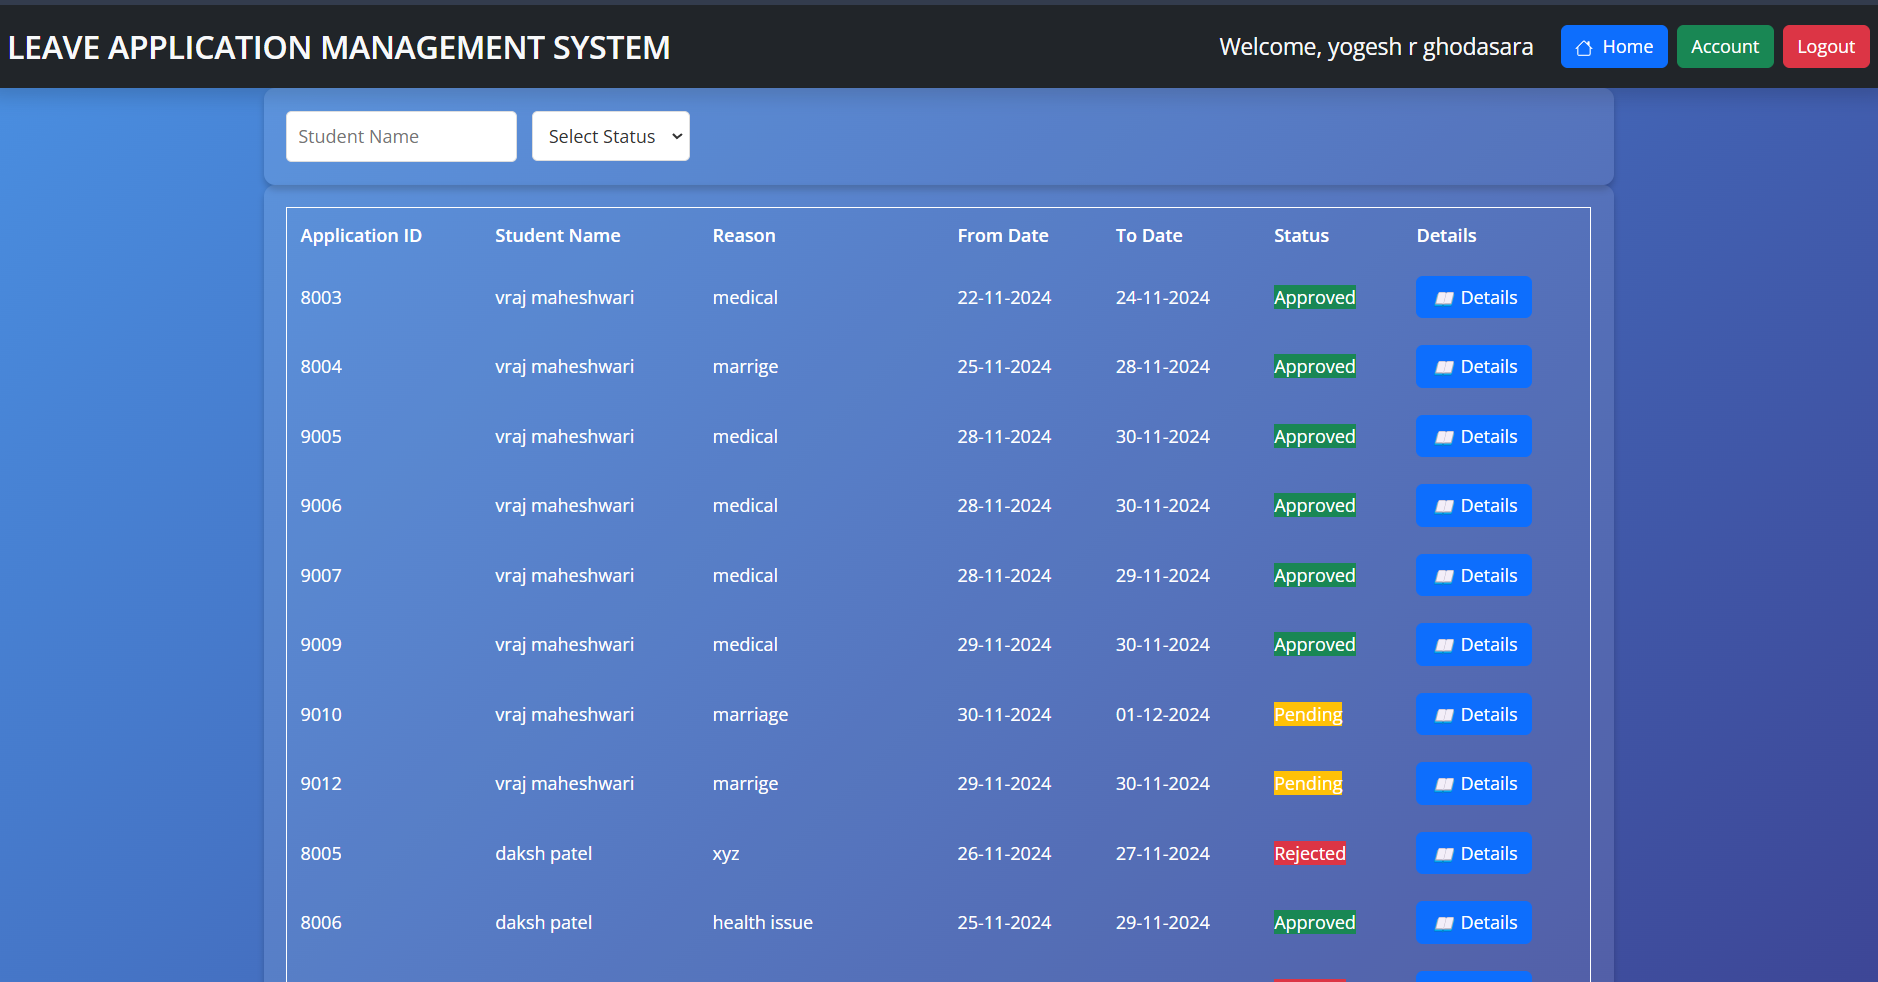 LEAVE APPLICATION MANAGEMENT SYSTEM Welcome, yogesh r ghodasara Home Account Logout
Student Name Select Status
Application ID Student Name Reason From Date To Date Status Details
8003 vraj maheshwari medical 22-11-2024 24-11-2024 Approved Details
8004 vraj maheshwari marrige 25-11-2024 28-11-2024 Approved Details
9005 vraj maheshwari medical 28-11-2024 30-11-2024 Approved Details
9006 vraj maheshwari medical 28-11-2024 30-11-2024 Approved Details
9007 vraj maheshwari medical 28-11-2024 29-11-2024 Approved Details
9009 vraj maheshwari medical 29-11-2024 30-11-2024 Approved Details
9010 vraj maheshwari marriage 30-11-2024 01-12-2024 Pending Details
9012 vraj maheshwari marrige 29-11-2024 30-11-2024 Pending Details
8005 daksh patel xyz 26-11-2024 27-11-2024 Rejected Details
8006 daksh patel health issue 25-11-2024 29-11-2024 Approved Details